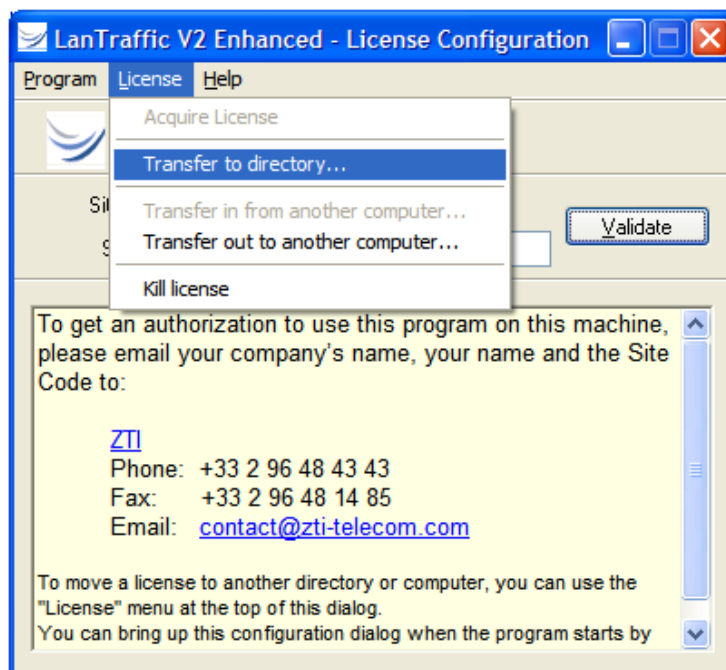 LanTraffic V2 Enhanced - License Configuration
Program License Help
Acquire License
Transfer to directory...
Transfer in from another computer...
Transfer out to another computer...
Kill license
Validate
To get an authorization to use this program on this machine,
please email your company's name, your name and the Site
Code to:
ZTI
Phone: +33 2 96 48 43 43
Fax: +33 2 96 48 14 85
Email: contact@zti-telecom.com
To move a license to another directory or computer, you can use the
"License" menu at the top of this dialog.
You can bring up this configuration dialog when the program starts by